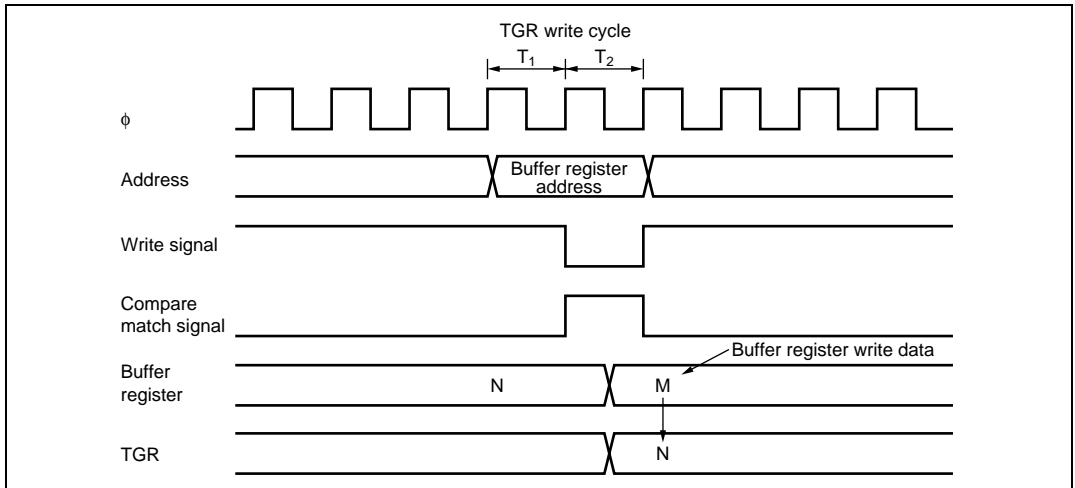 TGR write cycle
T1 T2
φ
Address
Buffer register
address
Write signal
Compare
match signal
Buffer register write data
Buffer
register
N M
TGR
N